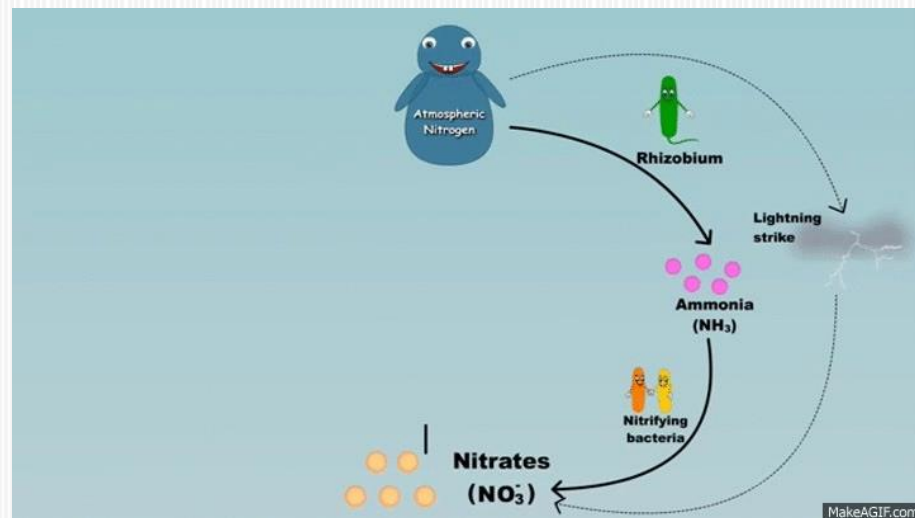 Atmospheric
Nitrogen
Rhizobium
Lightning
strike
Ammonia
(NH₃)
Nitrifying
bacteria
Nitrates
(NO₃⁻)
MakeAGIF.com